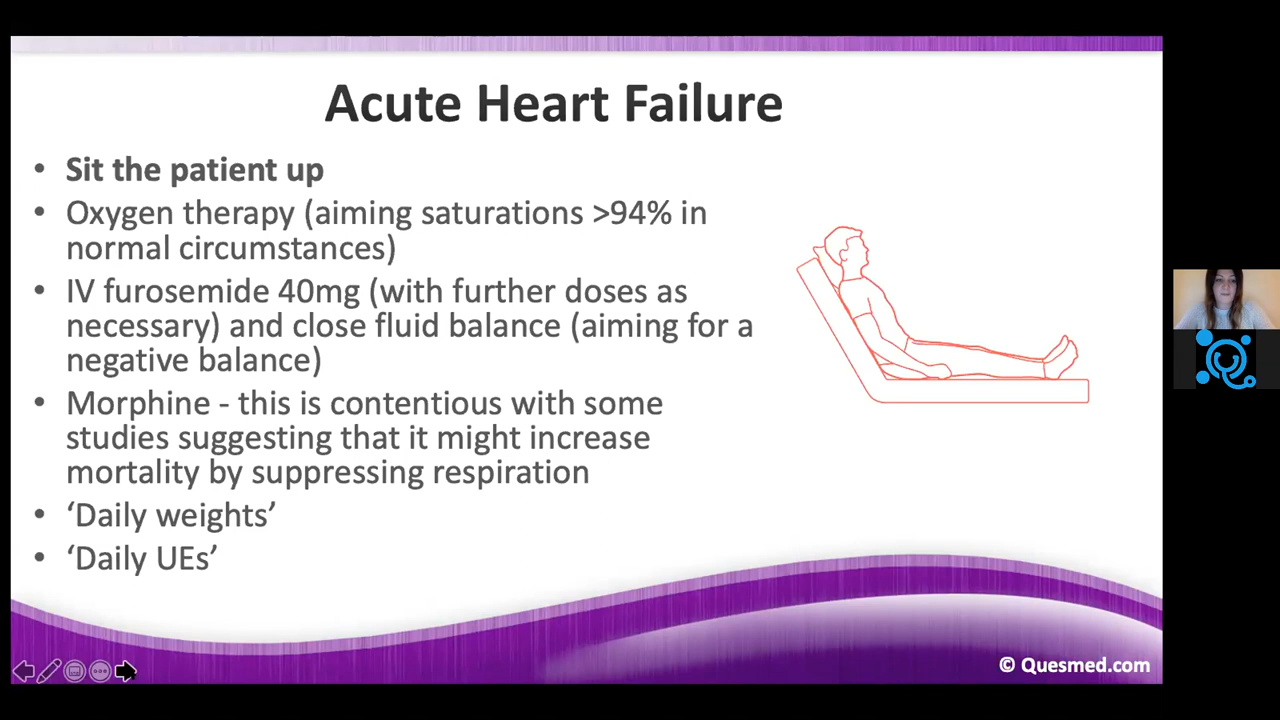 Acute Heart Failure
• Sit the patient up
• Oxygen therapy (aiming saturations >94% in
normal circumstances)
• IV furosemide 40mg (with further doses as
necessary) and close fluid balance (aiming for a
negative balance)
• Morphine - this is contentious with some
studies suggesting that it might increase
mortality by suppressing respiration
• ‘Daily weights’
• ‘Daily UEs’
© Quesmed.com